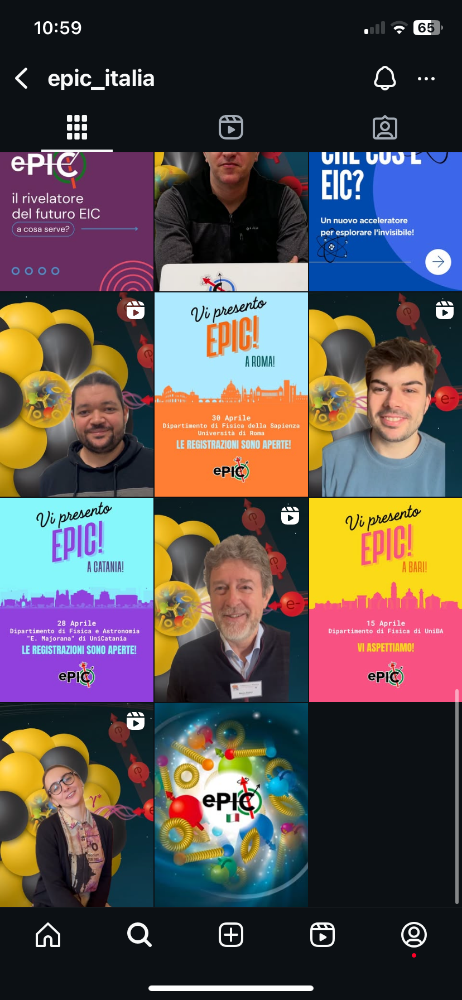 10:59
65
epic_italia
ePIC
il rivelatore
del futuro EIC
a cosa serve?
CHE COS'È
EIC?
Un nuovo acceleratore
per esplorare l'invisibile!
e-
Vi presento
EPIC!
A ROMA!
30 Aprile
Dipartimento di Fisica della Sapienza
Università di Roma
LE REGISTRAZIONI SONO APERTE!
ePIC
e-
Vi presento
EPIC!
A CATANIA!
28 Aprile
Dipartimento di Fisica e Astronomia
"E. Majorana" di UniCatania
LE REGISTRAZIONI SONO APERTE!
ePIC
e-
e-
e-
Vi presento
EPIC!
A BARI!
15 Aprile
Dipartimento di Fisica di UniBA
VI ASPETTIAMO!
ePIC
e-
e-
γ*
ePIC